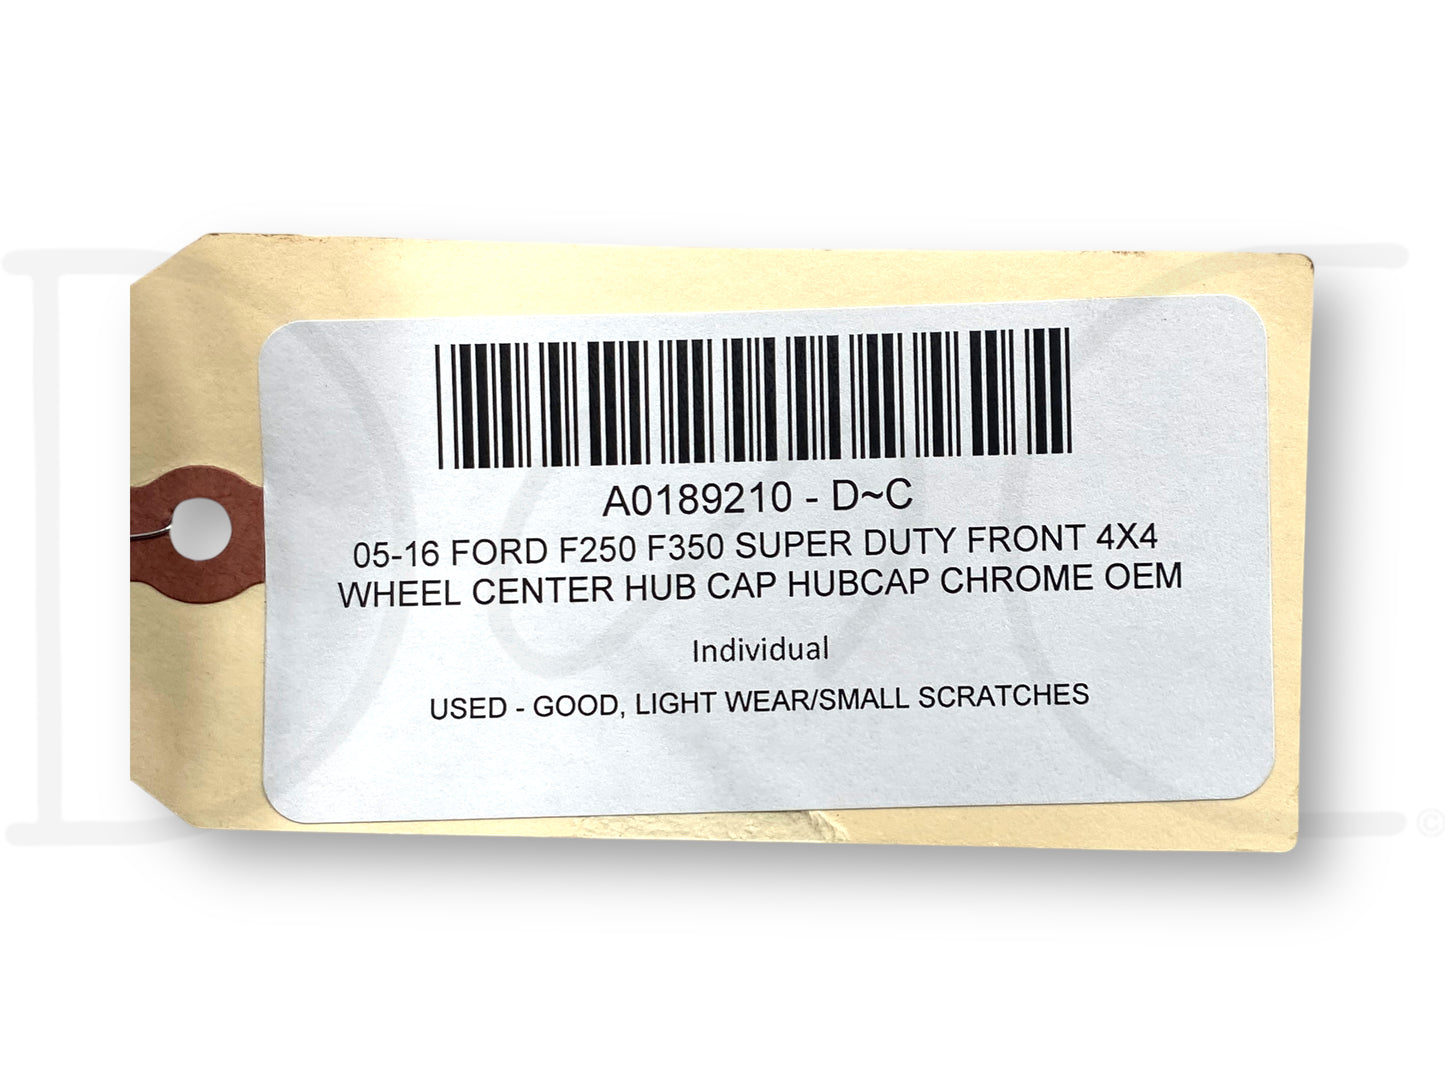 A0189210 - D~C
05-16 FORD F250 F350 SUPER DUTY FRONT 4X4
WHEEL CENTER HUB CAP HUBCAP CHROME OEM
Individual
USED - GOOD, LIGHT WEAR/SMALL SCRATCHES
©